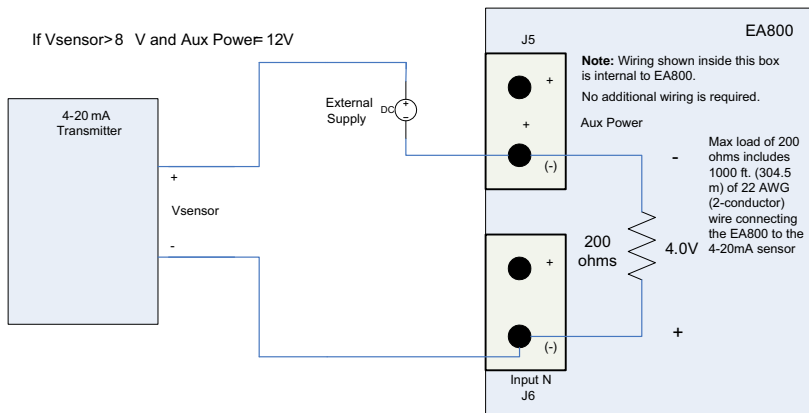 If Vsensor>8 V and Aux Power=12V
EA800
J5
Note: Wiring shown inside this box
is internal to EA800.
No additional wiring is required.
+
External
Supply
DC
+
−
+
Aux Power
(-)
4-20 mA
Transmitter
+
Vsensor
-
-
Max load of 200
ohms includes
1000 ft. (304.5
m) of 22 AWG
(2-conductor)
wire connecting
the EA800 to the
4-20mA sensor
200
ohms
4.0V
+
+
(-)
Input N
J6